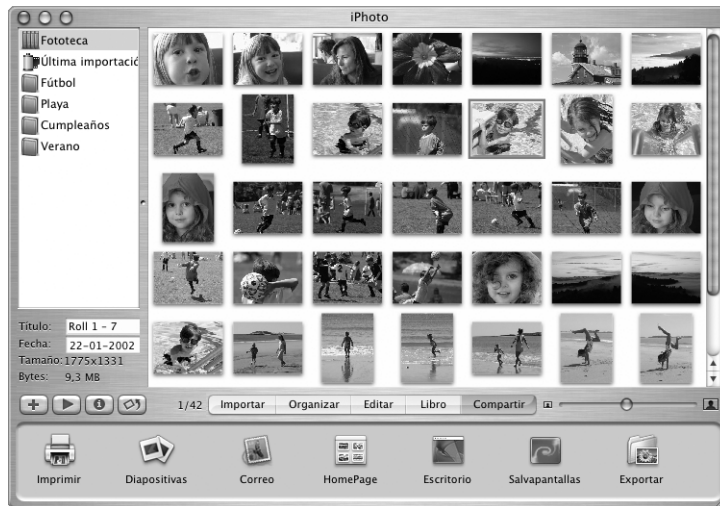 iPhoto
Fototeca
Última importació
Fútbol
Playa
Cumpleaños
Verano
Título: Roll 1 - 7
Fecha: 22-01-2002
Tamaño: 1775x1331
Bytes: 9,3 MB
1/42 Importar Organizar Editar Libro Compartir
Imprimir Diapositivas Correo HomePage Escritorio Salvapantallas Exportar